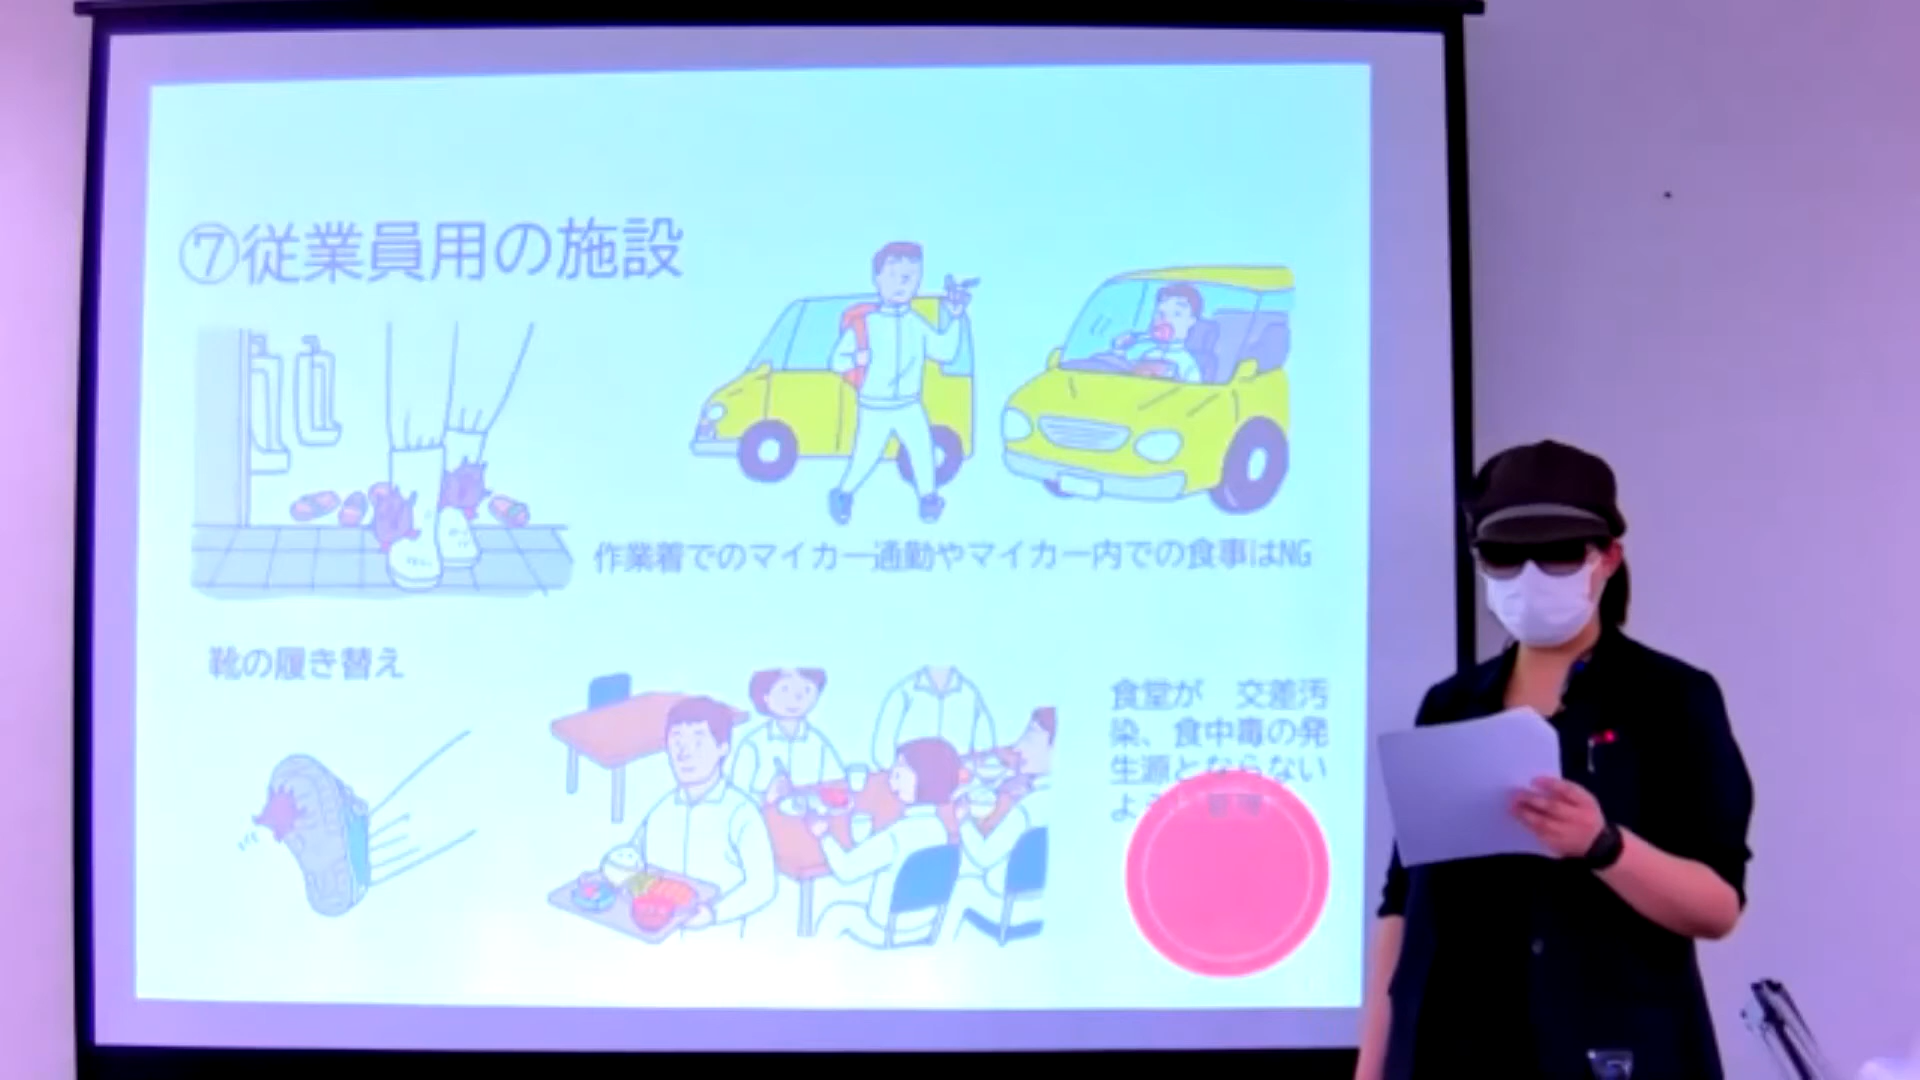 ⑦従業員用の施設
作業着でのマイカー通勤やマイカー内での食事はNG
靴の履き替え
食堂が　交差汚
染、食中毒の発
生源とならない
よう